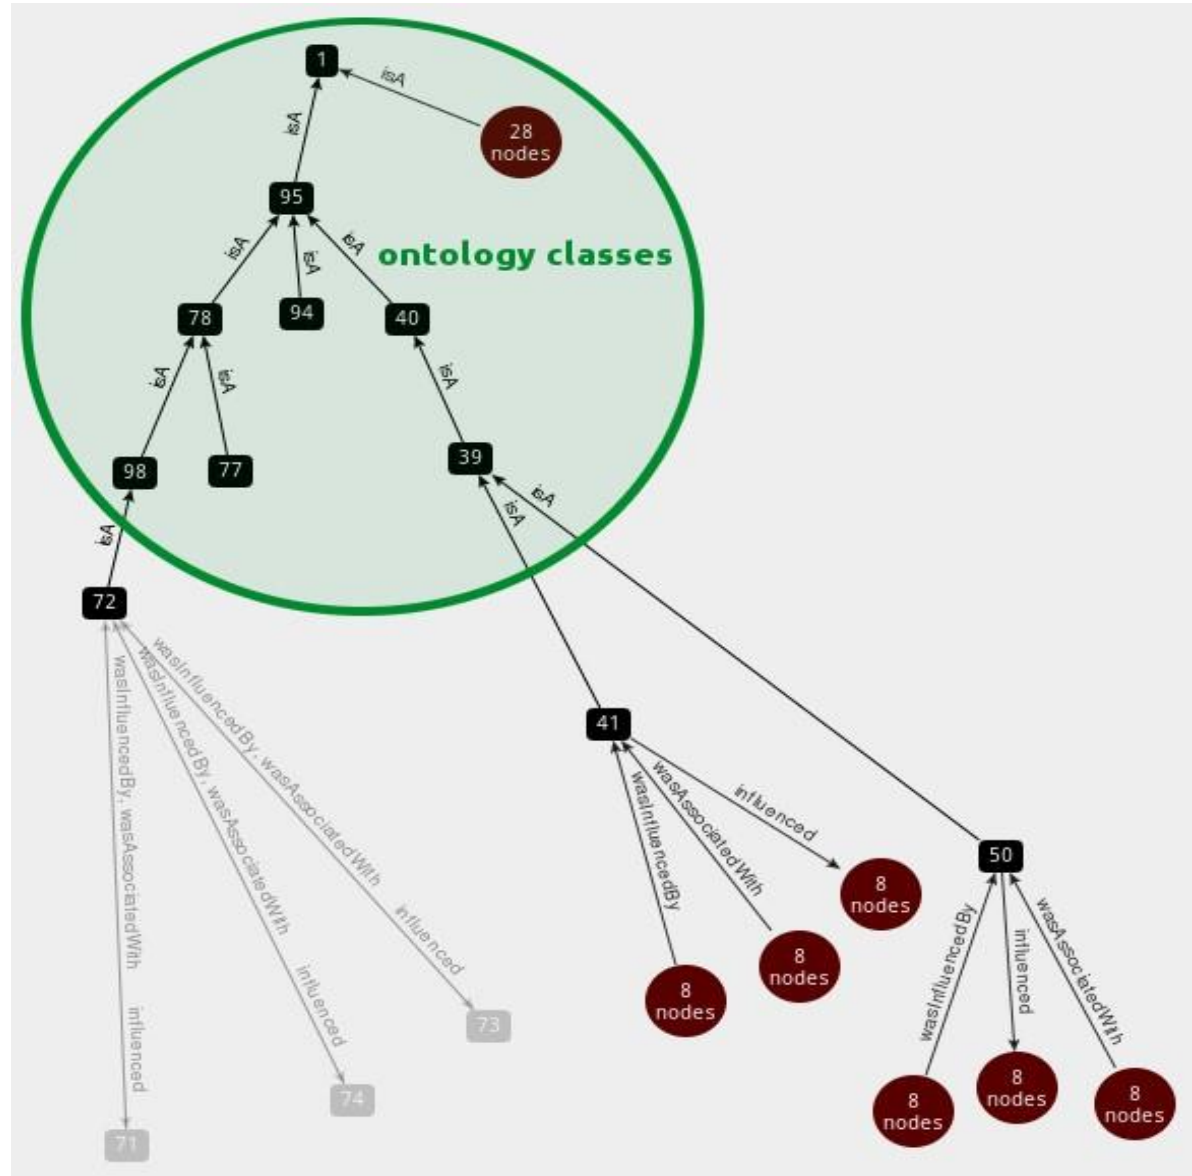 1
isA
28
nodes
isA
95
isA
isA
isA
ontology classes
78
94
40
isA
isA
isA
98
77
39
isA
isA
isA
72
wasInfluencedBy, wasAssociatedWith
wasInfluencedBy, wasAssociatedWith
wasInfluencedBy, wasAssociatedWith
influenced
influenced
influenced
73
74
71
41
wasInfluencedBy
wasAssociatedWith
influenced
8
nodes
8
nodes
8
nodes
50
wasInfluencedBy
influenced
wasAssociatedWith
8
nodes
8
nodes
8
nodes